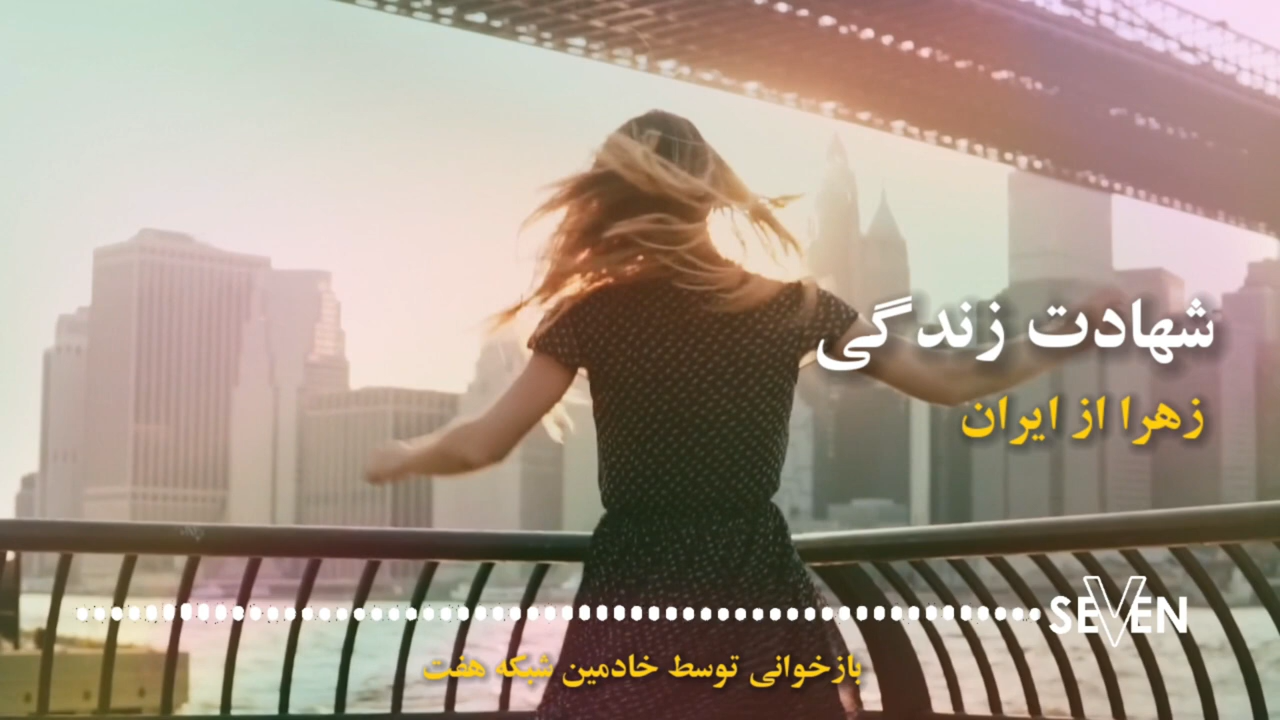 شهادت زندگی
زهرا از ایران
SEVEN
بازخوانی توسط خادمین شبکه هفت